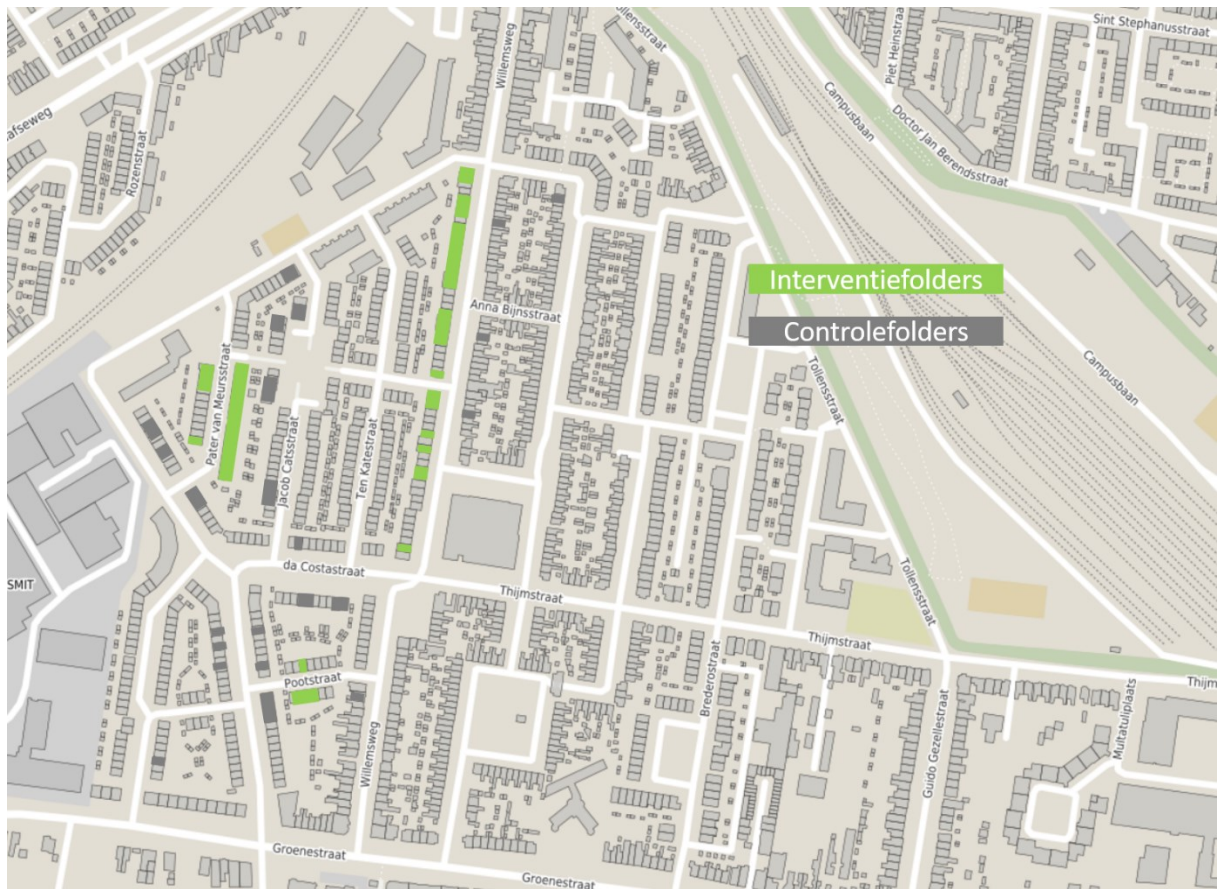 Sint Stephanusstraat
Piet Heinstraat
Tollensstraat
Willemsweg
Campusbaan
Doctor Jan Berendsstraat
afseweg
Rozenstraat
Interventiefolders
Anna Bijnsstraat
Controlefolders
Pater van Meursstraat
Campusbaan
Tollensstraat
Jacob Catsstraat
Ten Katestraat
SMIT
da Costastraat
Thijmstraat
Tollensstraat
Thijmstraat
Pootstraat
Brederostraat
Thijm
Willemsweg
Guido Gezellestraat
Multatuliplaats
Groenestraat
Groenestraat